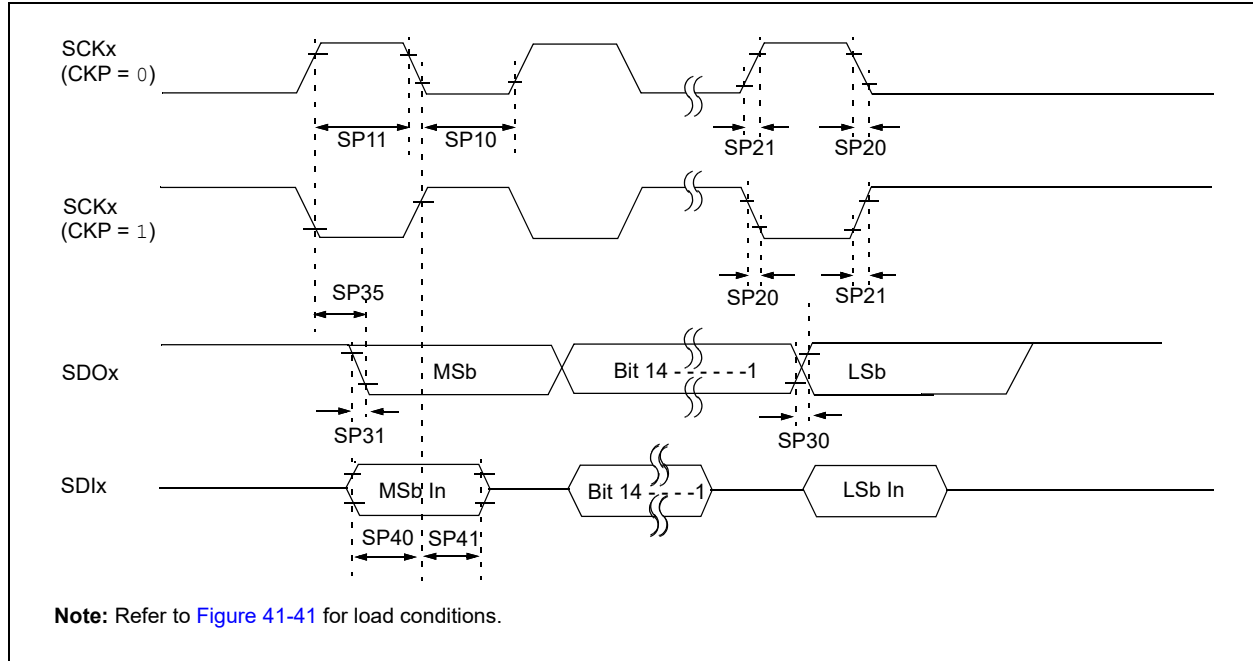 SCKx
(CKP = 0)
SP11
SP10
SP21
SP20
SCKx
(CKP = 1)
SP35
SP20
SP21
SDOx
MSb
Bit 14 - - - - - -1
LSb
SP31
SP30
SDIx
MSb In
Bit 14 - - - - -1
LSb In
SP40
SP41
Note: Refer to Figure 41-41 for load conditions.